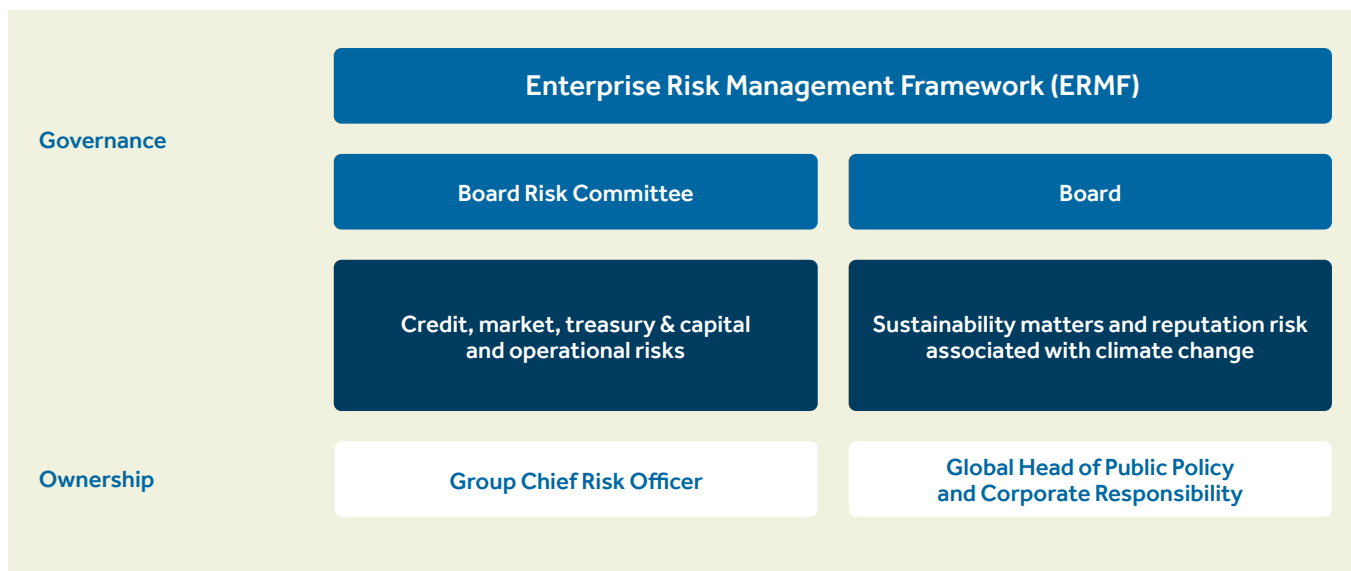 Enterprise Risk Management Framework (ERMF)
Governance
Board Risk Committee
Board
Credit, market, treasury & capital
and operational risks
Sustainability matters and reputation risk
associated with climate change
Ownership
Group Chief Risk Officer
Global Head of Public Policy
and Corporate Responsibility